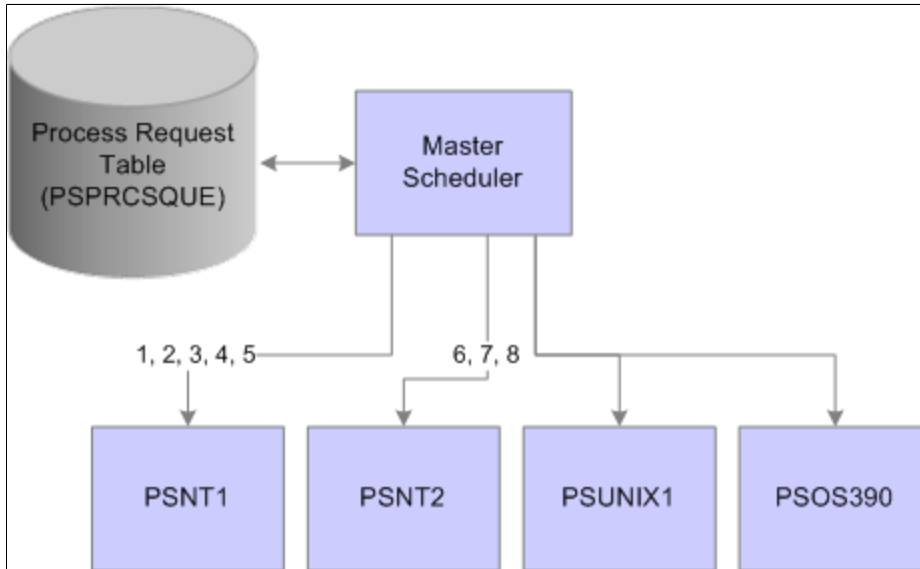 Process Request
Table
(PSPRCSQUE)
Master
Scheduler
1, 2, 3, 4, 5
6, 7, 8
PSNT1
PSNT2
PSUNIX1
PSOS390